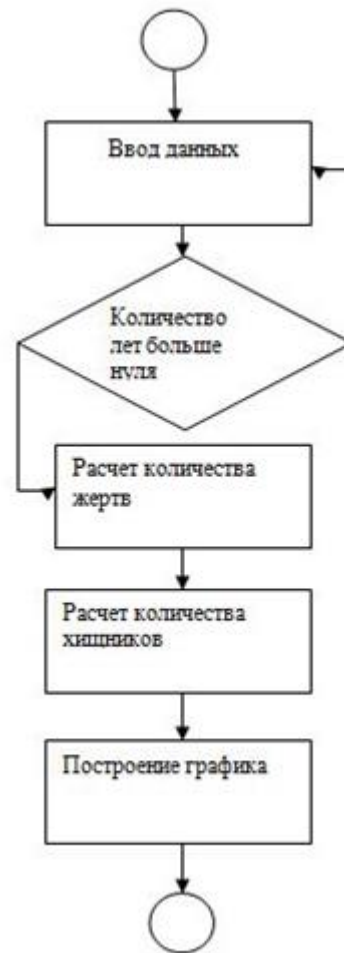 Ввод данных
Количество
лет больше
нуля
Расчет количества
жертв
Расчет количества
хищников
Построение графика